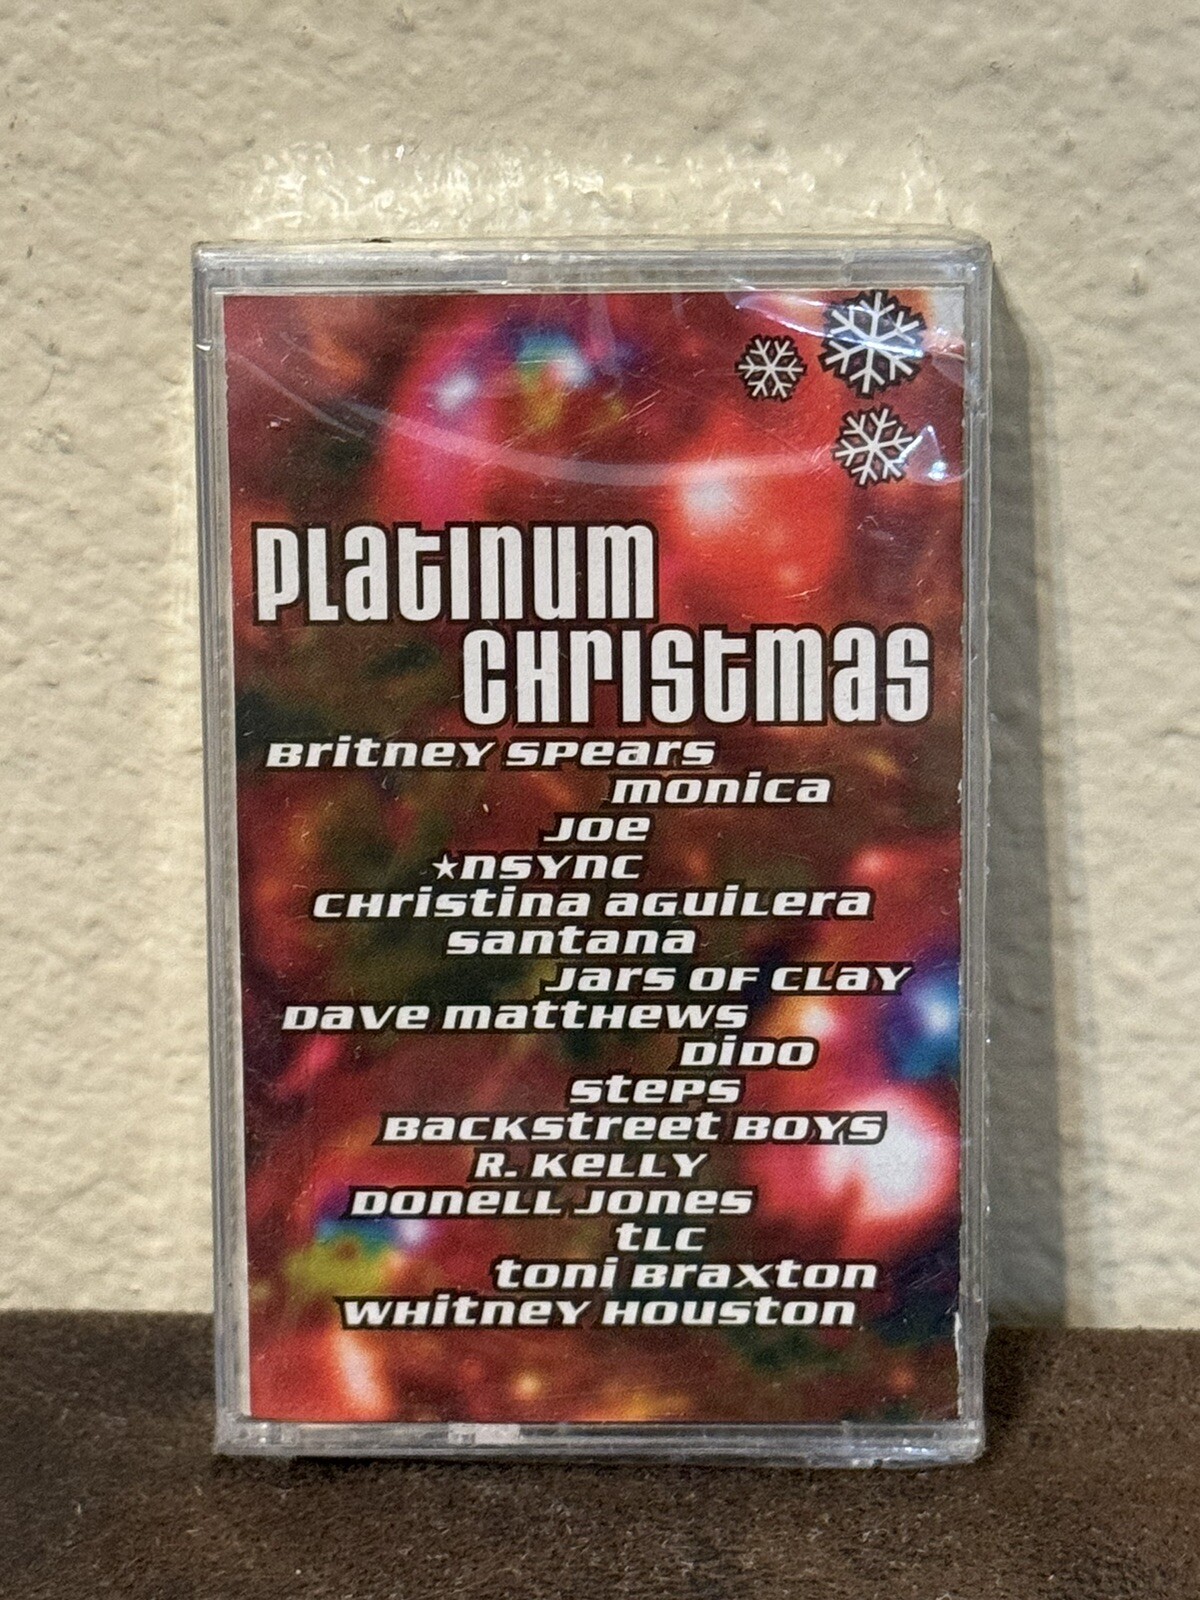 PLatinum
CHristmas
Britney Spears
monica
Joe
★nsync
CHristina aguilera
santana
Jars OF CLAY
Dave mattHews
DiDO
steps
Backstreet Boys
R. Kelly
Donell Jones
tLC
toni Braxton
WHitney Houston